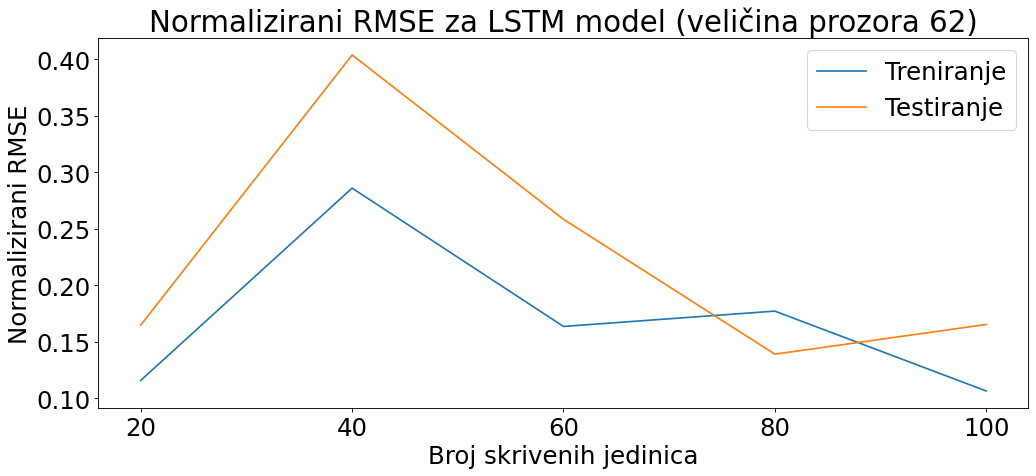 Normalizirani RMSE za LSTM model (veličina prozora 62)
Treniranje
Testiranje
Normalizirani RMSE
0.40
0.35
0.30
0.25
0.20
0.15
0.10
20 40 60 80 100
Broj skrivenih jedinica